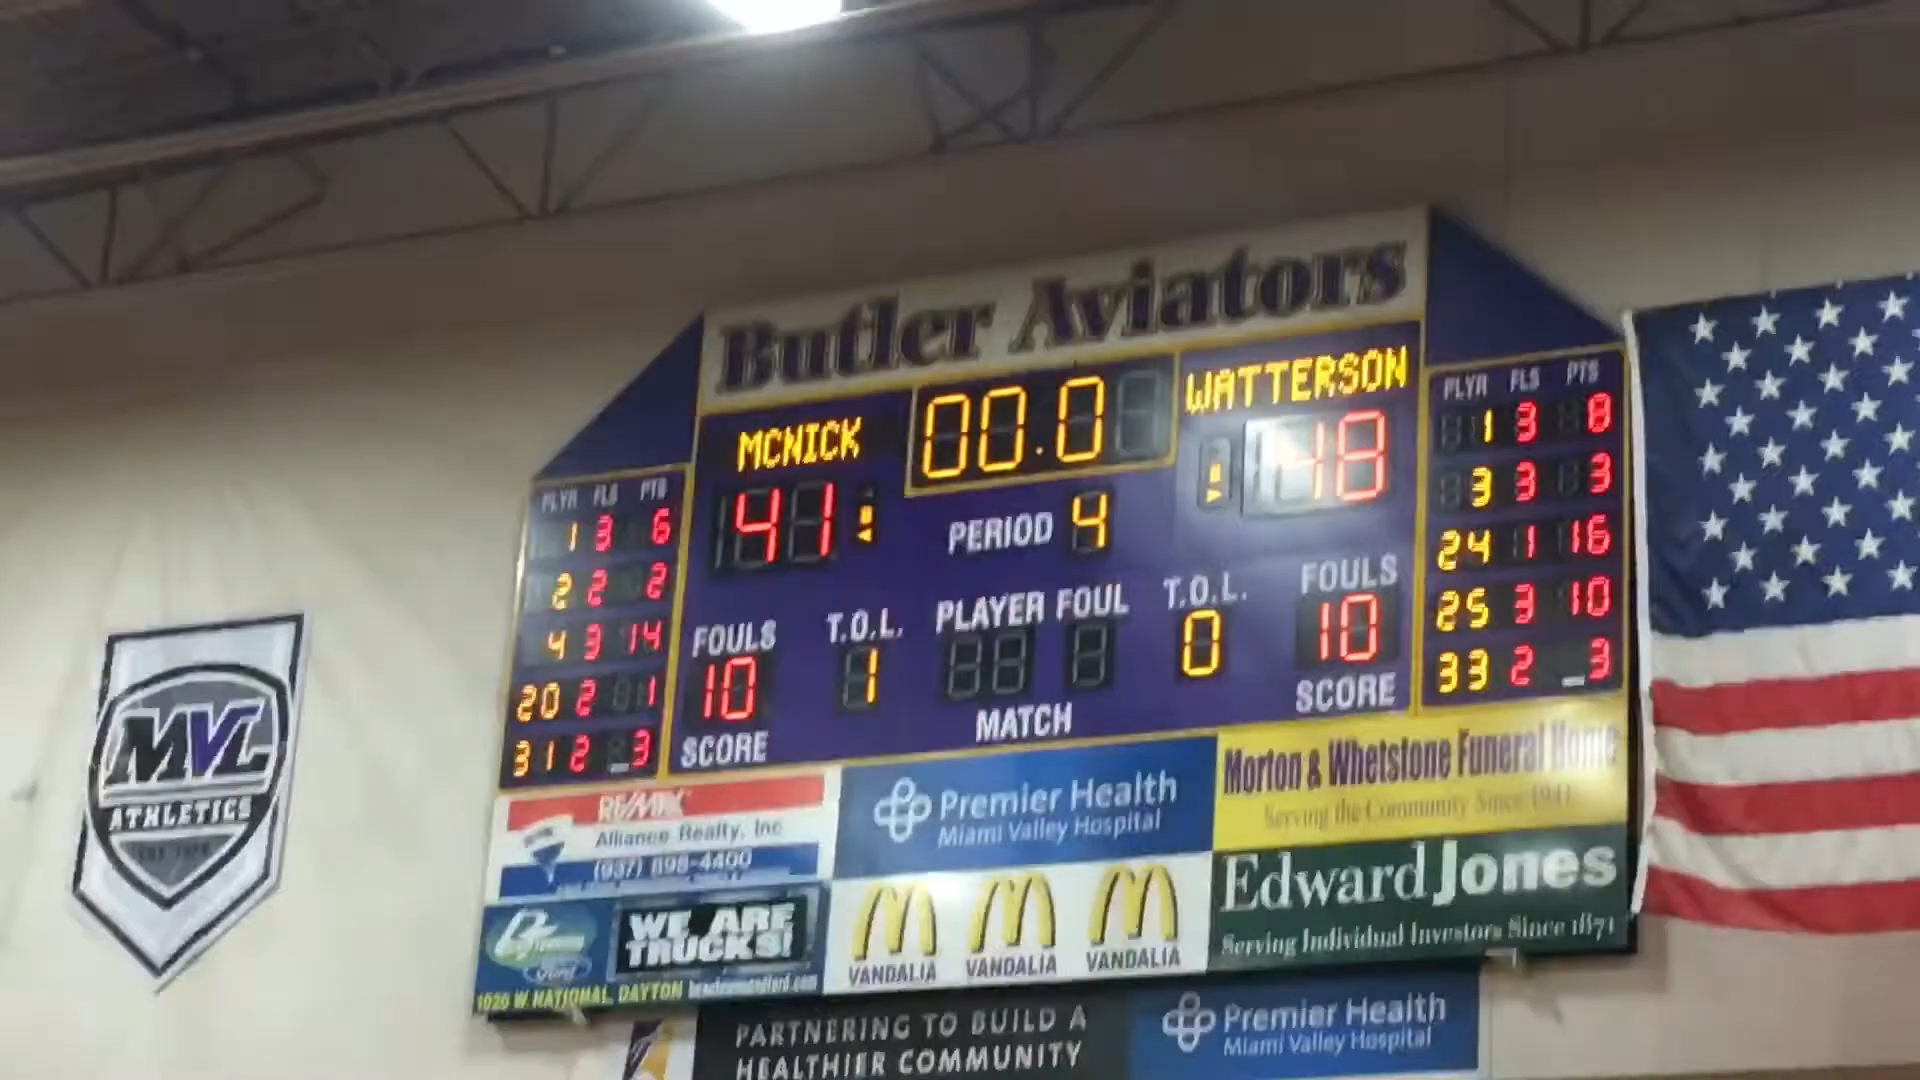 Butler Aviators
MCNICK
00.0
WATTERSON
41
PERIOD 4
48
PLYR FLS PTS
1 3 6
2 2 2
4 3 14
20 2 1
31 2 3
PLYR FLS PTS
1 3 8
3 3 3
24 1 16
25 3 10
33 2 3
FOULS
10
SCORE
T.O.L.
1
PLAYER FOUL
MATCH
T.O.L.
0
FOULS
10
SCORE
MVL
ATHLETICS
RE/MAX
Alliance Realty, Inc
(937) 898-4400
Premier Health
Miami Valley Hospital
Morton & Whetstone Funeral Home
Serving the Community Since 1941
Ford
WE ARE
TRUCKS!
1020 W. NATIONAL, DAYTON
VANDALIA
VANDALIA
VANDALIA
Edward Jones
Serving Individual Investors Since 1871
PARTNERING TO BUILD A
HEALTHIER COMMUNITY
Premier Health
Miami Valley Hospital